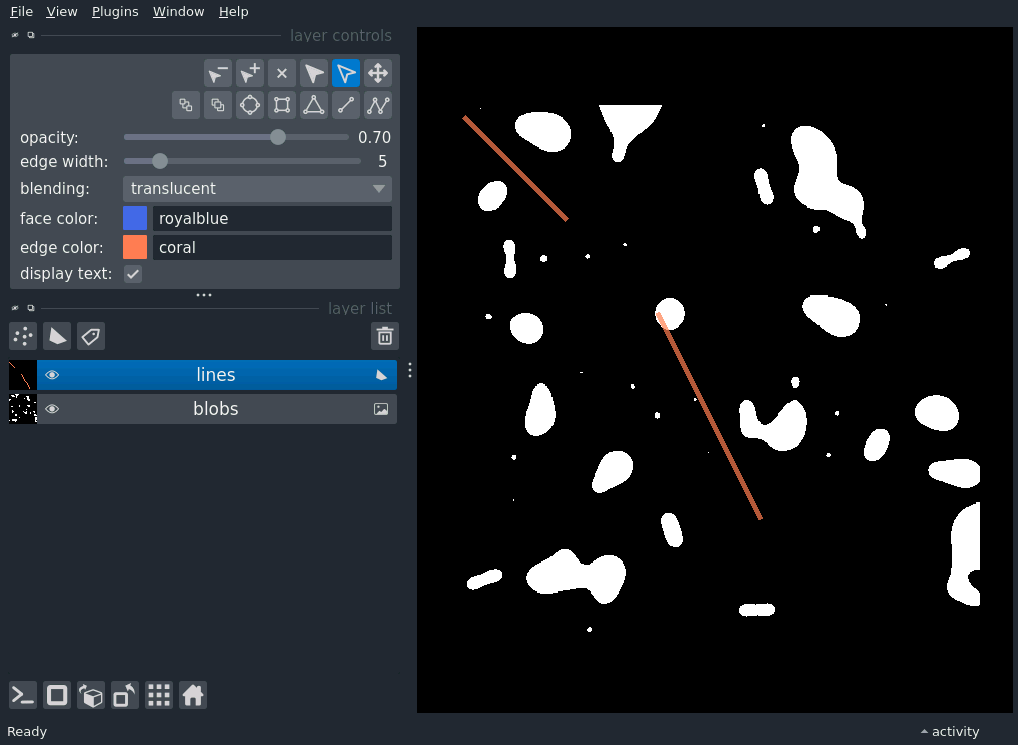 File View Plugins Window Help
layer controls
opacity: 0.70
edge width: 5
blending: translucent
face color: royalblue
edge color: coral
display text:
layer list
lines
blobs
Ready activity